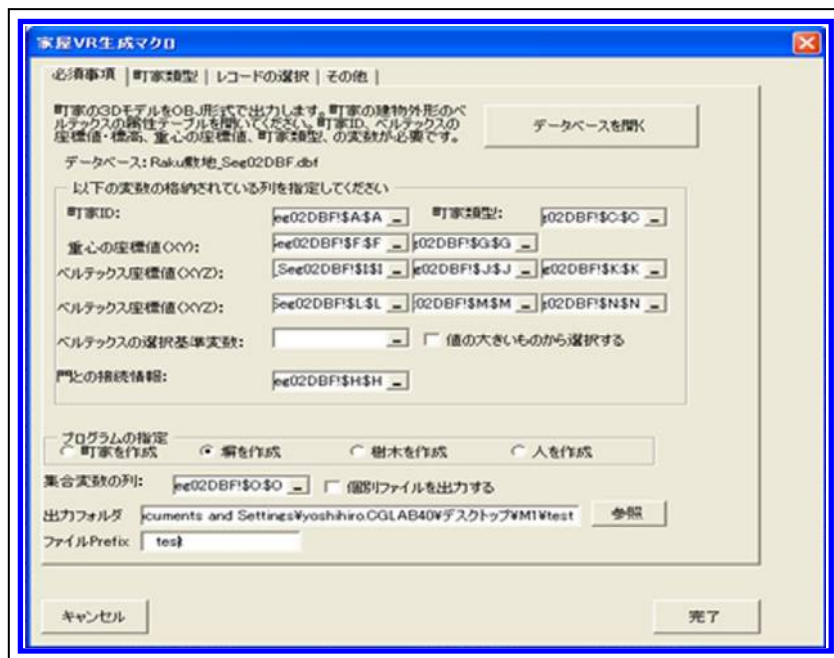 家屋VR生成マクロ
必須事項 | 町家類型 | レコードの選択 | その他 |
町家の3DモデルをOBJ形式で出力します。町家の建物外形のベ
ルテックスの属性テーブルを開いてください。町家ID、ベルテックスの
座標値・標高、重心の座標値、町家類型、の変数が必要です。
データベースを開く
データベース: Raku敷地_Seg02DBF.dbf
以下の変数の格納されている列を指定してください
町家ID: eg02DBF!$A:$A 町家類型: g02DBF!$C:$C
重心の座標値(XY): eg02DBF!$F:$F g02DBF!$G:$G
ベルテックス座標値(XYZ): _Seg02DBF!$I:$I eg02DBF!$J:$J eg02DBF!$K:$K
ベルテックス座標値(XYZ): Seg02DBF!$L:$L 02DBF!$M:$M g02DBF!$N:$N
ベルテックスの選択基準変数: 値の大きいものから選択する
門との接続情報: eg02DBF!$H:$H
プログラムの指定
町家を作成 塀を作成 樹木を作成 人を作成
集合変数の列: eg02DBF!$O:$O 個別ファイルを出力する
出力フォルダ cuments and Settings¥yoshihiro.CGLAB40¥デスクトップ¥M1¥test 参照
ファイルPrefix test
キャンセル 完了